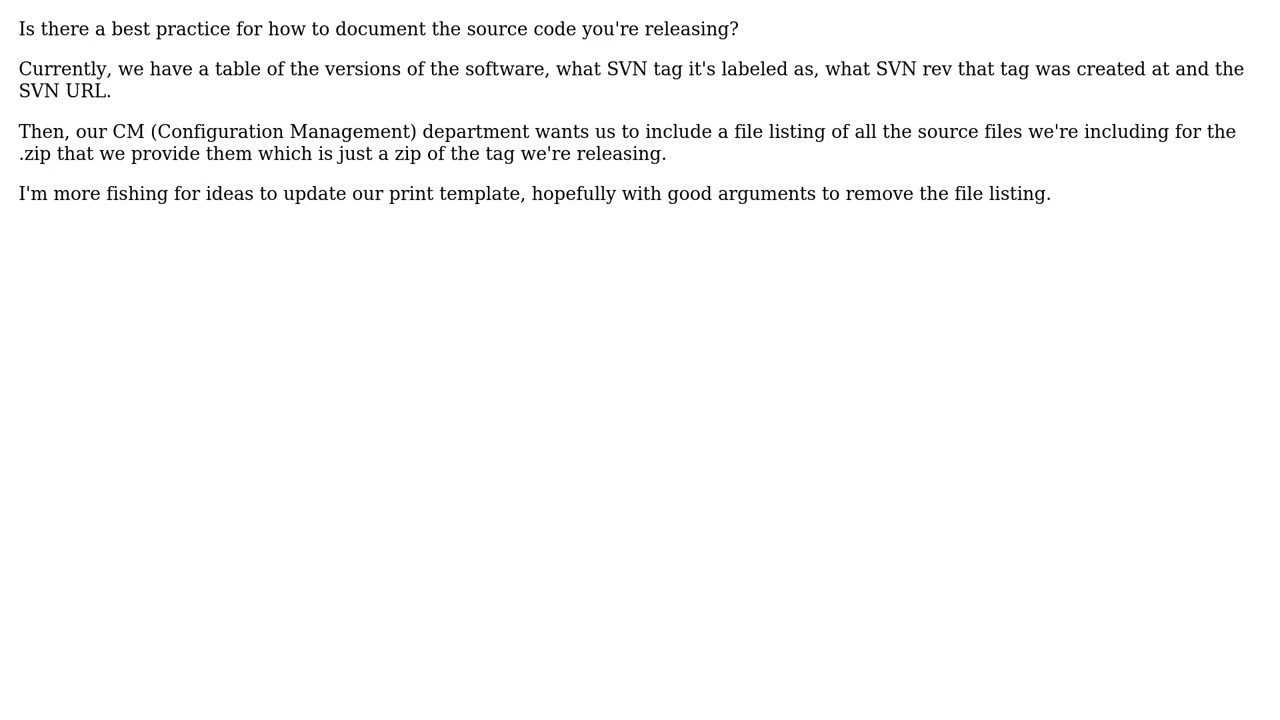 Is there a best practice for how to document the source code you're releasing?
Currently, we have a table of the versions of the software, what SVN tag it's labeled as, what SVN rev that tag was created at and the
SVN URL.
Then, our CM (Configuration Management) department wants us to include a file listing of all the source files we're including for the
.zip that we provide them which is just a zip of the tag we're releasing.
I'm more fishing for ideas to update our print template, hopefully with good arguments to remove the file listing.